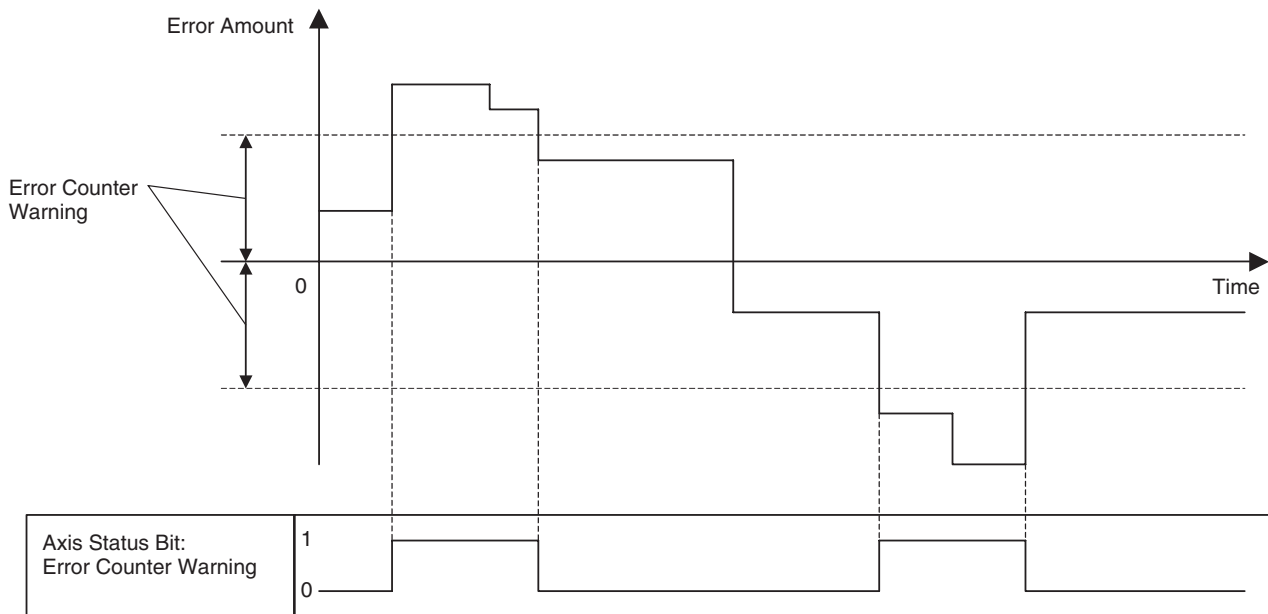 Error Amount
Error Counter
Warning
0
Time
Axis Status Bit:
Error Counter Warning
1
0